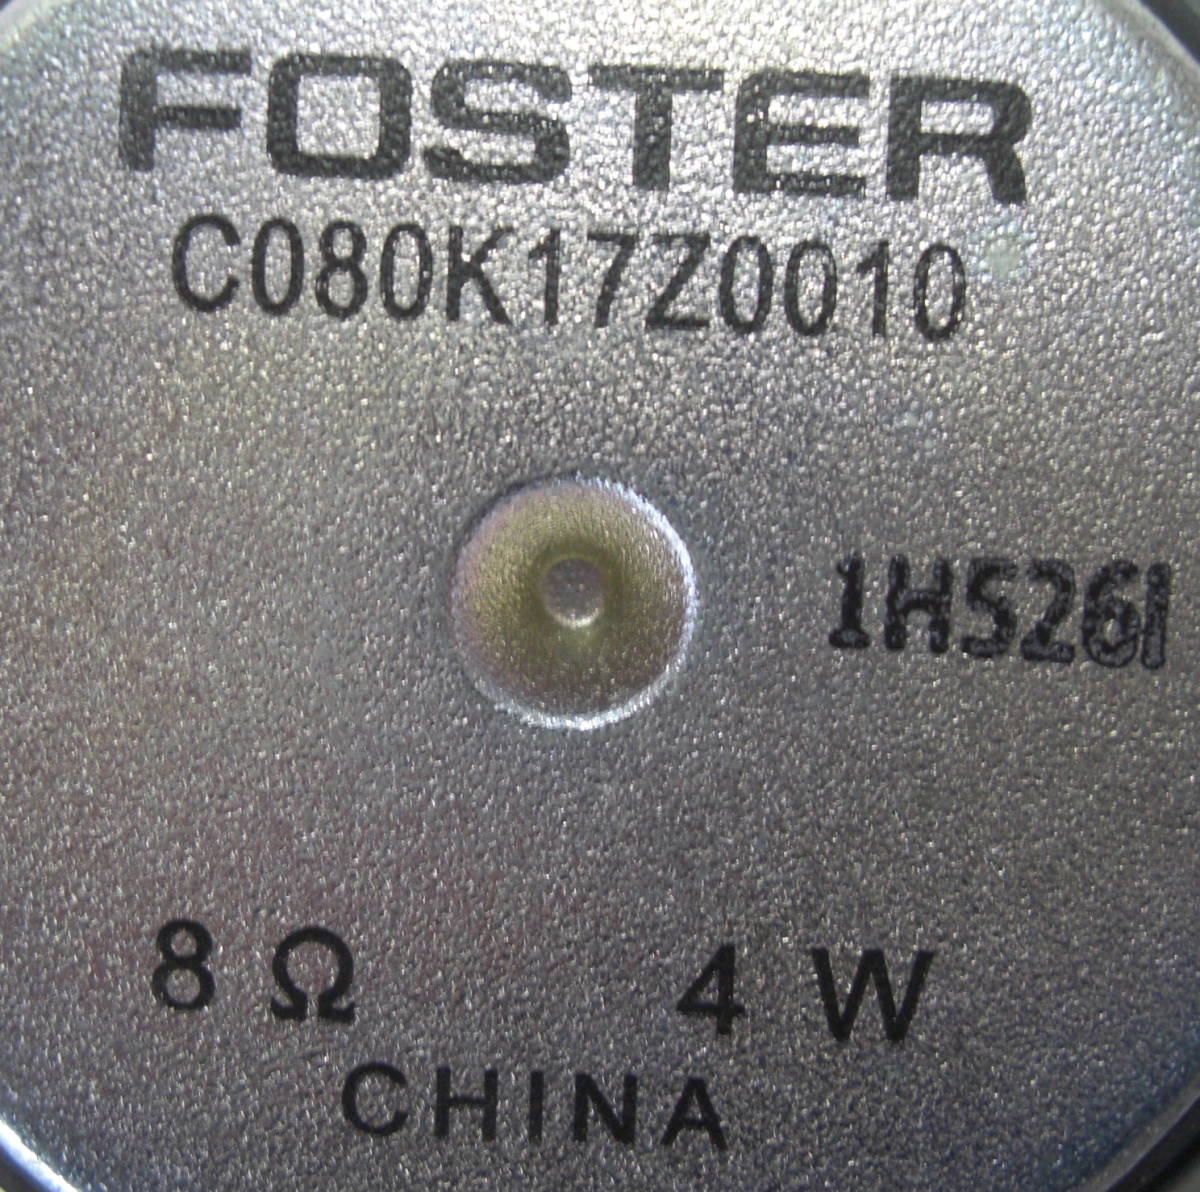 FOSTER
C080K17Z0010
1H526I
8 Ω 4 W
CHINA